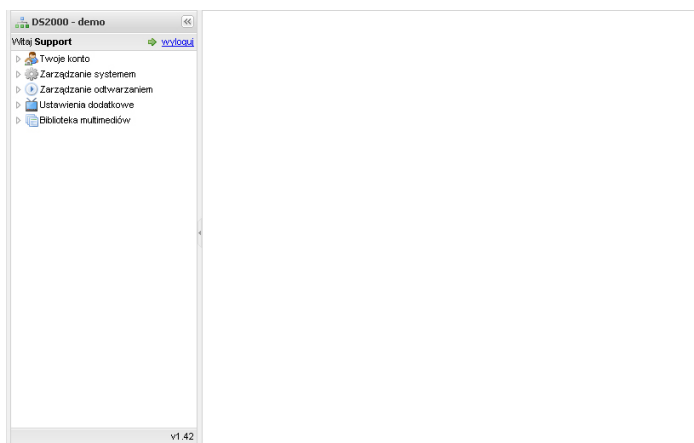 DS2000 - demo
Witaj Support wyloguj
Twoje konto
Zarządzanie systemem
Zarządzanie odtwarzaniem
Ustawienia dodatkowe
Biblioteka multimediów
v1.42